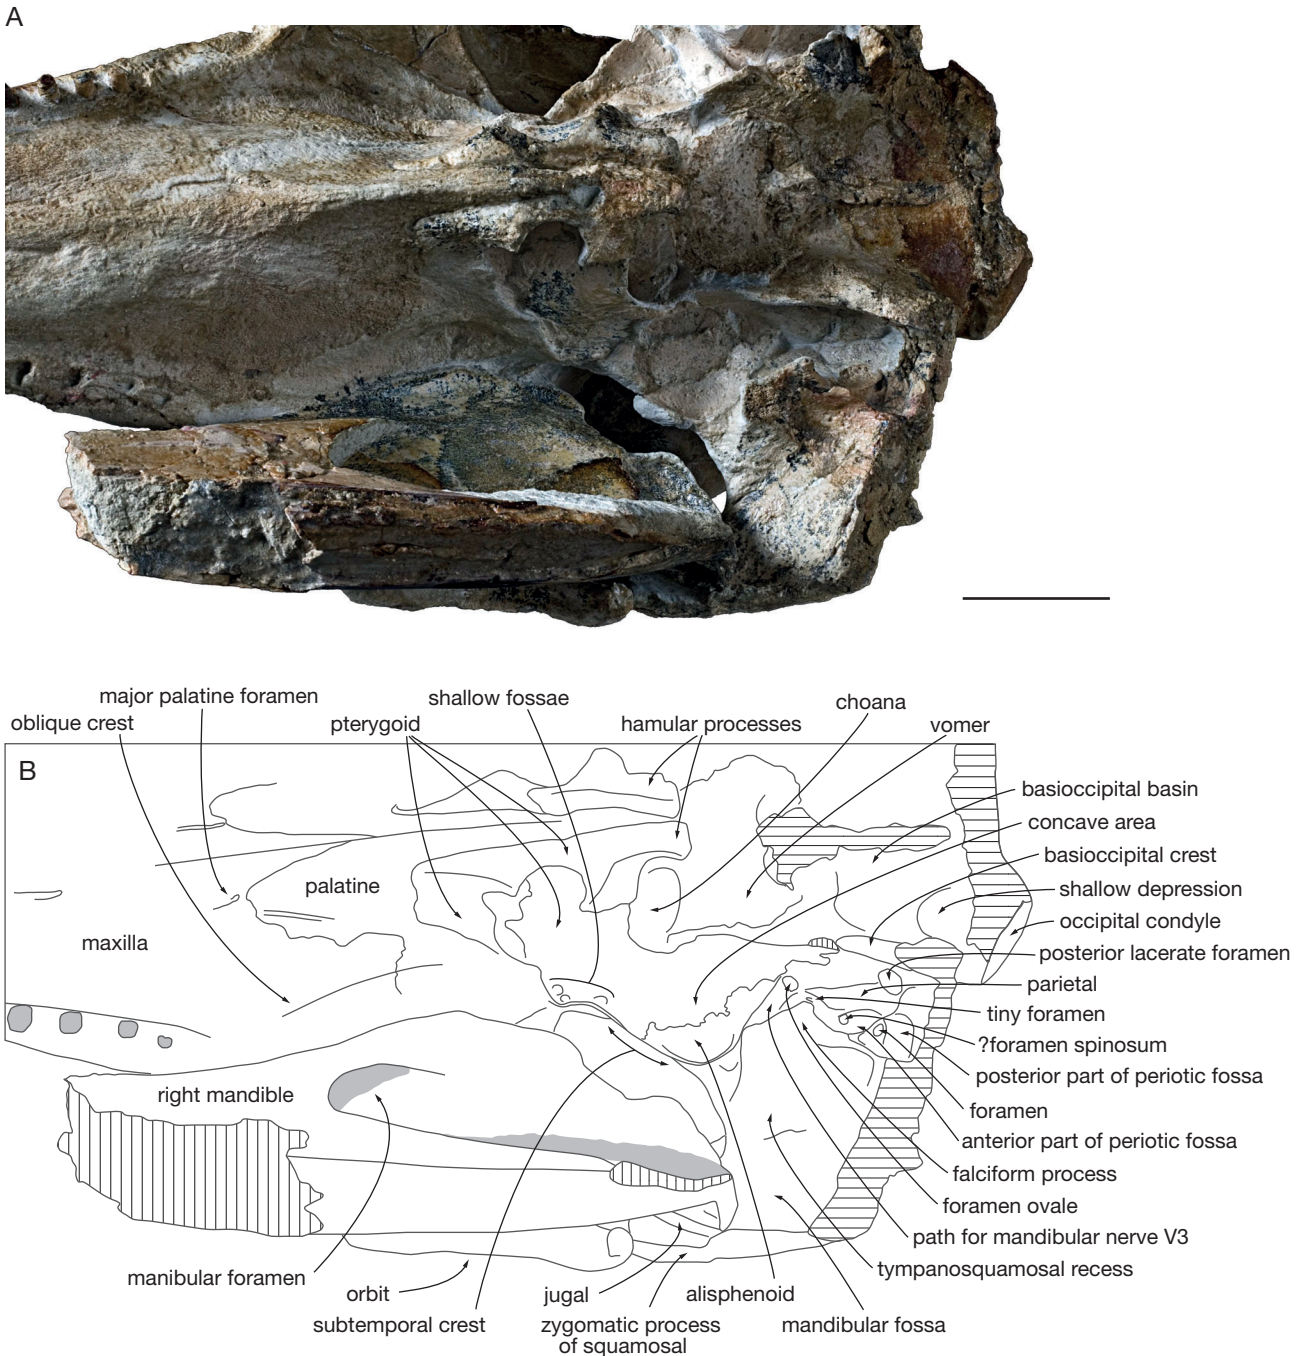 A
major palatine foramen
shallow fossae
choana
oblique crest
pterygoid
hamular processes
vomer
B
basioccipital basin
concave area
basioccipital crest
palatine
shallow depression
occipital condyle
maxilla
posterior lacerate foramen
parietal
tiny foramen
?foramen spinosum
posterior part of periotic fossa
right mandible
foramen
anterior part of periotic fossa
falciform process
foramen ovale
path for mandibular nerve V3
tympanosquamosal recess
manibular foramen
orbit
jugal
alisphenoid
subtemporal crest
zygomatic process
of squamosal
mandibular fossa